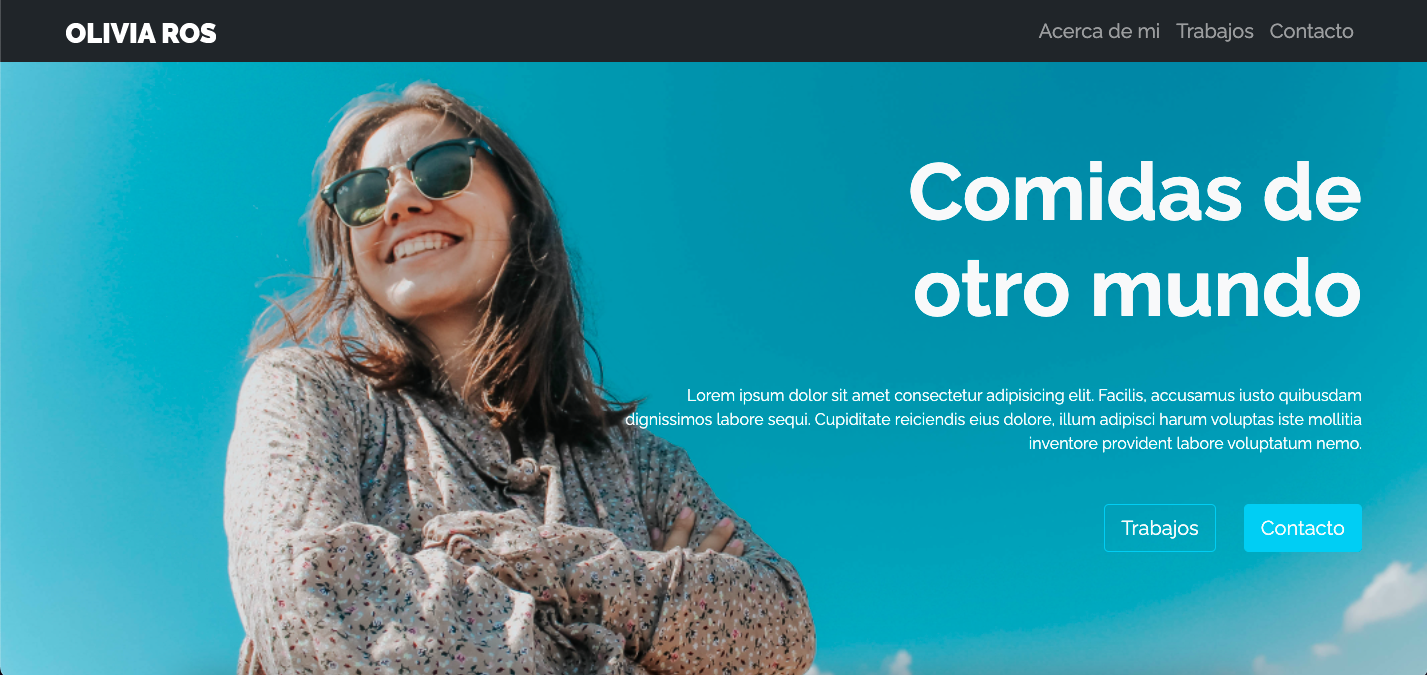 OLIVIA ROS
Acerca de mi Trabajos Contacto
Comidas de
otro mundo
Lorem ipsum dolor sit amet consectetur adipisicing elit. Facilis, accusamus iusto quibusdam
dignissimos labore sequi. Cupiditate reiciendis eius dolore, illum adipisci harum voluptas iste mollitia
inventore provident labore voluptatum nemo.
Trabajos Contacto